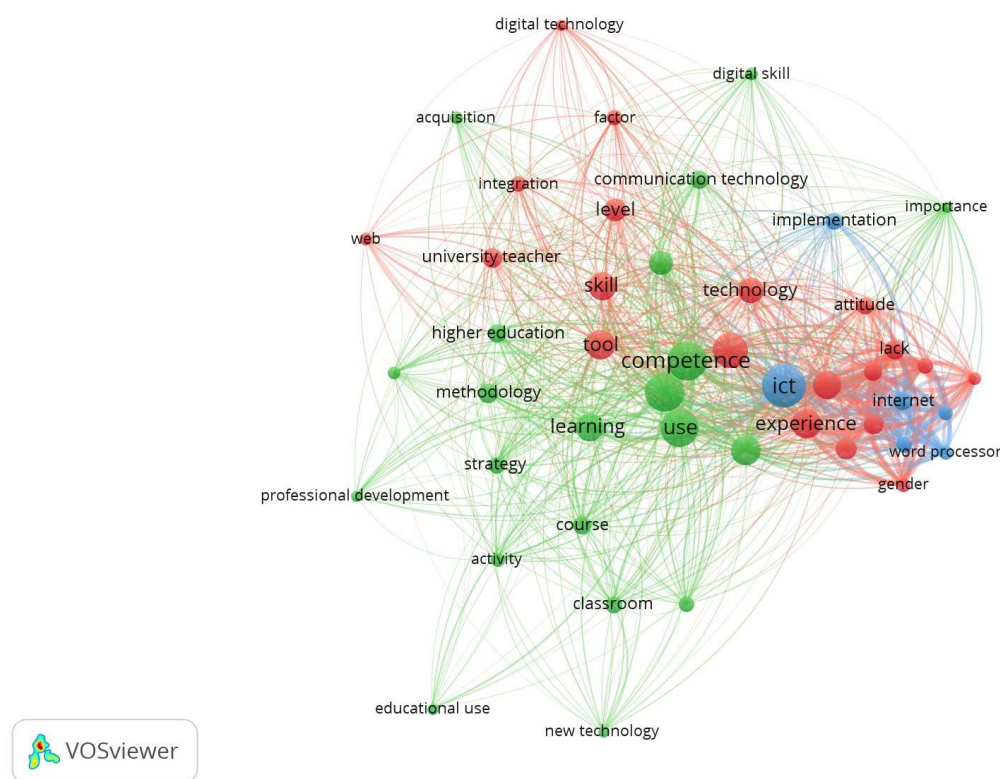 digital technology
digital skill
acquisition
factor
integration
communication technology
level
implementation
importance
web
university teacher
skill
technology
attitude
higher education
tool
competence
lack
methodology
ict
internet
learning
use
experience
strategy
word processor
gender
professional development
course
activity
classroom
educational use
new technology
VOSviewer